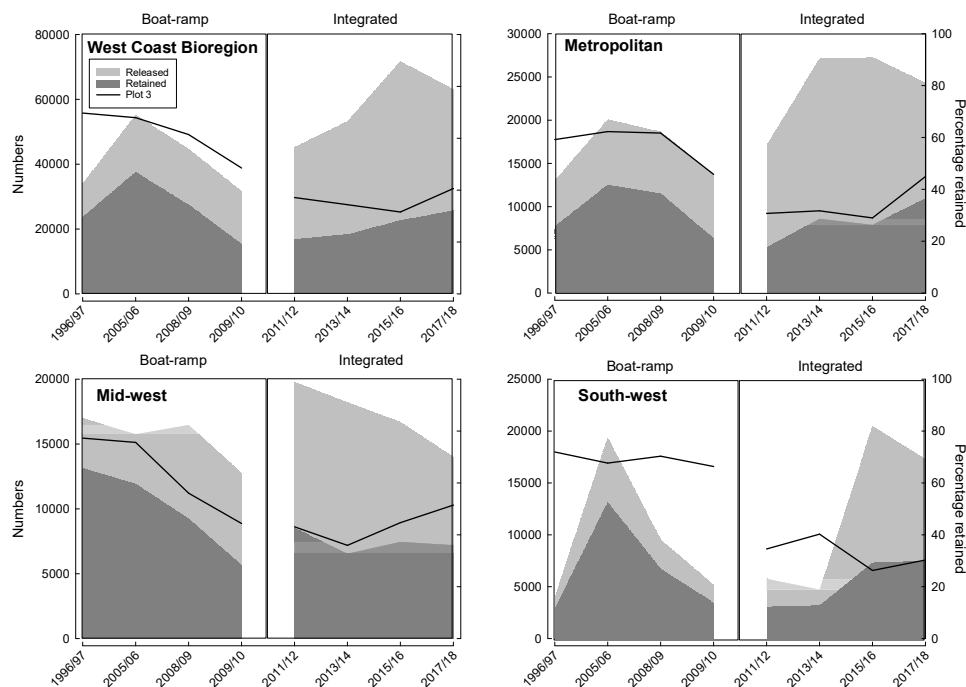 Boat-ramp Integrated
West Coast Bioregion
Released
Retained
Plot 3
Numbers
80000
60000
40000
20000
0
1996/97 2005/06 2008/09 2009/10 2011/12 2013/14 2015/16 2017/18
Boat-ramp Integrated
Metropolitan
30000
25000
20000
15000
10000
5000
0
100
80
60
40
20
0
Percentage retained
1996/97 2005/06 2008/09 2009/10 2011/12 2013/14 2015/16 2017/18
Boat-ramp Integrated
Mid-west
Numbers
20000
15000
10000
5000
0
1996/97 2005/06 2008/09 2009/10 2011/12 2013/14 2015/16 2017/18
Boat-ramp Integrated
South-west
25000
20000
15000
10000
5000
0
100
80
60
40
20
0
Percentage retained
1996/97 2005/06 2008/09 2009/10 2011/12 2013/14 2015/16 2017/18